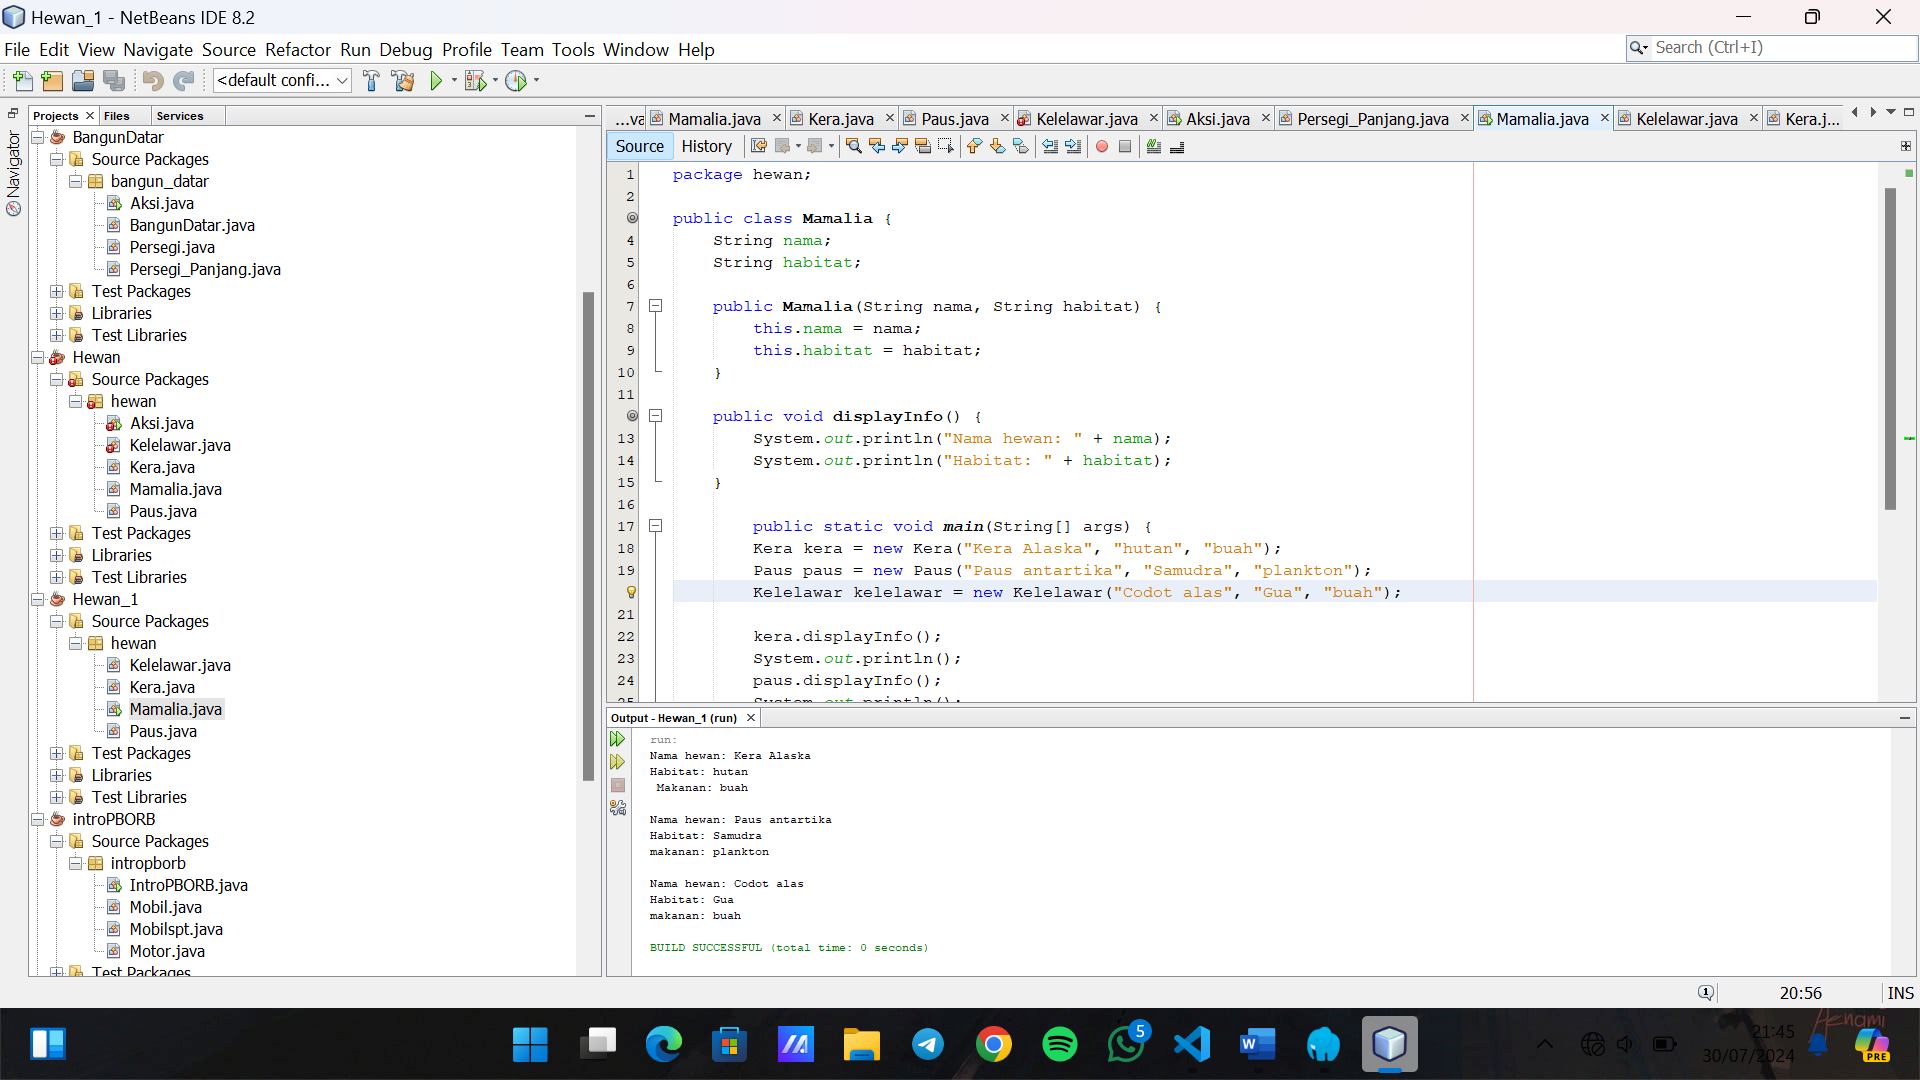 Hewan_1 - NetBeans IDE 8.2
File Edit View Navigate Source Refactor Run Debug Profile Team Tools Window Help
Search (Ctrl+I)
<default confi...
Navigator
Projects Files Services
BangunDatar
Source Packages
bangun_datar
Aksi.java
BangunDatar.java
Persegi.java
Persegi_Panjang.java
Test Packages
Libraries
Test Libraries
Hewan
Source Packages
hewan
Aksi.java
Kelelawar.java
Kera.java
Mamalia.java
Paus.java
Test Packages
Libraries
Test Libraries
Hewan_1
Source Packages
hewan
Kelelawar.java
Kera.java
Mamalia.java
Paus.java
Test Packages
Libraries
Test Libraries
introPBORB
Source Packages
intropborb
IntroPBORB.java
Mobil.java
Mobilspt.java
Motor.java
Test Packages
...va Mamalia.java Kera.java Paus.java Kelelawar.java Aksi.java Persegi_Panjang.java Mamalia.java Kelelawar.java Kera.j...
Source History
1 package hewan;
2
public class Mamalia {
4 String nama;
5 String habitat;
6
7 public Mamalia(String nama, String habitat) {
8 this.nama = nama;
9 this.habitat = habitat;
10 }
11
public void displayInfo() {
13 System.out.println("Nama hewan: " + nama);
14 System.out.println("Habitat: " + habitat);
15 }
16
17 public static void main(String[] args) {
18 Kera kera = new Kera("Kera Alaska", "hutan", "buah");
19 Paus paus = new Paus("Paus antartika", "Samudra", "plankton");
Kelelawar kelelawar = new Kelelawar("Codot alas", "Gua", "buah");
21
22 kera.displayInfo();
23 System.out.println();
24 paus.displayInfo();
25 System.out.println();
Output - Hewan_1 (run)
run:
Nama hewan: Kera Alaska
Habitat: hutan
Makanan: buah
Nama hewan: Paus antartika
Habitat: Samudra
makanan: plankton
Nama hewan: Codot alas
Habitat: Gua
makanan: buah
BUILD SUCCESSFUL (total time: 0 seconds)
1
20:56
INS
5
21:45
30/07/2024
PRE